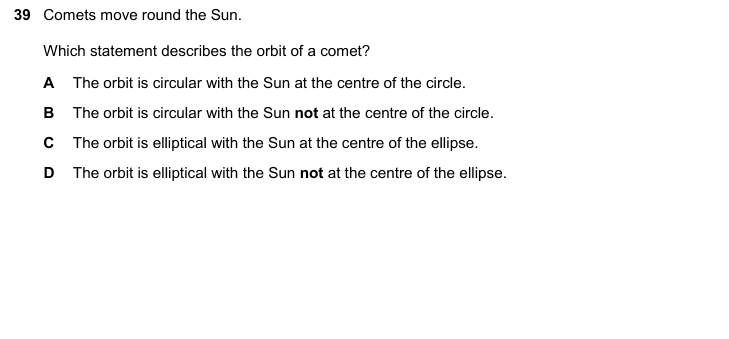 39 Comets move round the Sun.
Which statement describes the orbit of a comet?
A The orbit is circular with the Sun at the centre of the circle.
B The orbit is circular with the Sun not at the centre of the circle.
C The orbit is elliptical with the Sun at the centre of the ellipse.
D The orbit is elliptical with the Sun not at the centre of the ellipse.